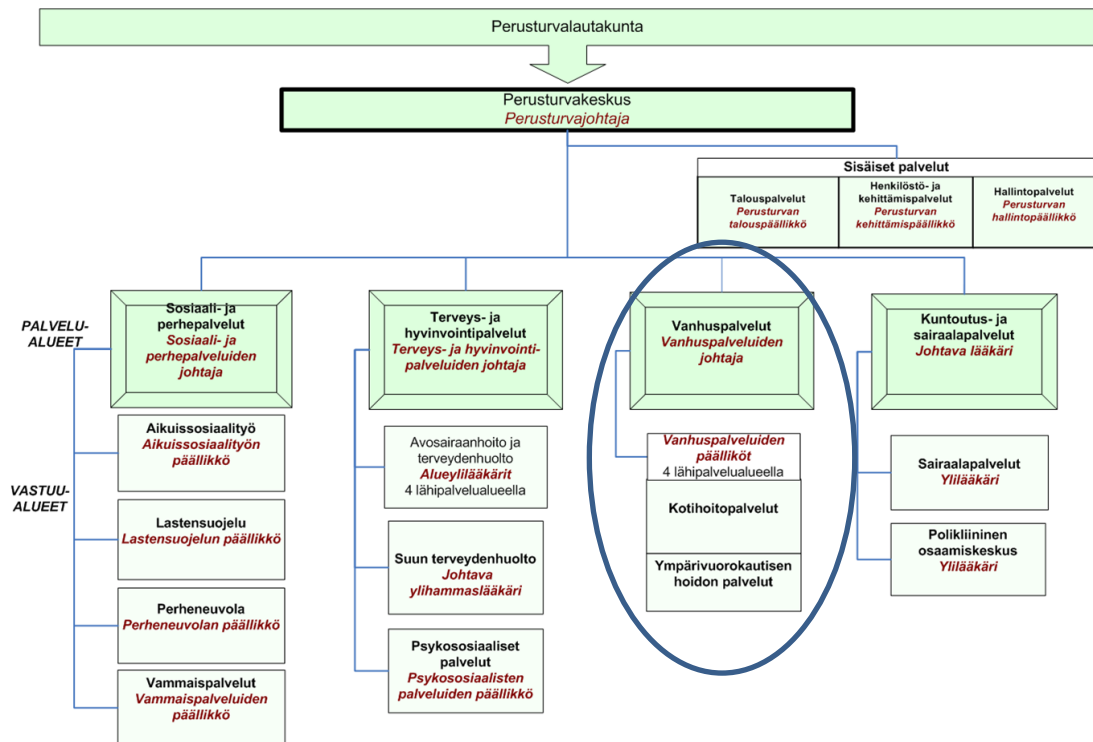 Perusturvalautakunta
Perusturvakeskus
Perusturvajohtaja
Sisäiset palvelut
Talouspalvelut
Perusturvan
talouspäällikkö
Henkilöstö- ja
kehittämispalvelut
Perusturvan
kehittämispäällikkö
Hallintopalvelut
Perusturvan
hallintopäällikkö
PALVELU-
ALUEET
Sosiaali- ja
perhepalvelut
Sosiaali- ja
perhepalveluiden
johtaja
Terveys- ja
hyvinvointipalvelut
Terveys- ja hyvinvointi-
palveluiden johtaja
Vanhuspalvelut
Vanhuspalveluiden
johtaja
Kuntoutus- ja
sairaalapalvelut
Johtava lääkäri
VASTUU-
ALUEET
Aikuissosiaalityö
Aikuissosiaalityön
päällikkö
Lastensuojelu
Lastensuojelun päällikkö
Perheneuvola
Perheneuvolan päällikkö
Vammaispalvelut
Vammaispalveluiden
päällikkö
Avosairaanhoito ja
terveydenhuolto
Alueylilääkärit
4 lähipalvelualueella
Suun terveydenhuolto
Johtava
ylihammaslääkäri
Psykososiaaliset
palvelut
Psykososiaalisten
palveluiden päällikkö
Vanhuspalveluiden
päälliköt
4 lähipalvelualueella
Kotihoitopalvelut
Ympärivuorokautisen
hoidon palvelut
Sairaalapalvelut
Ylilääkäri
Polikliininen
osaamiskeskus
Ylilääkäri